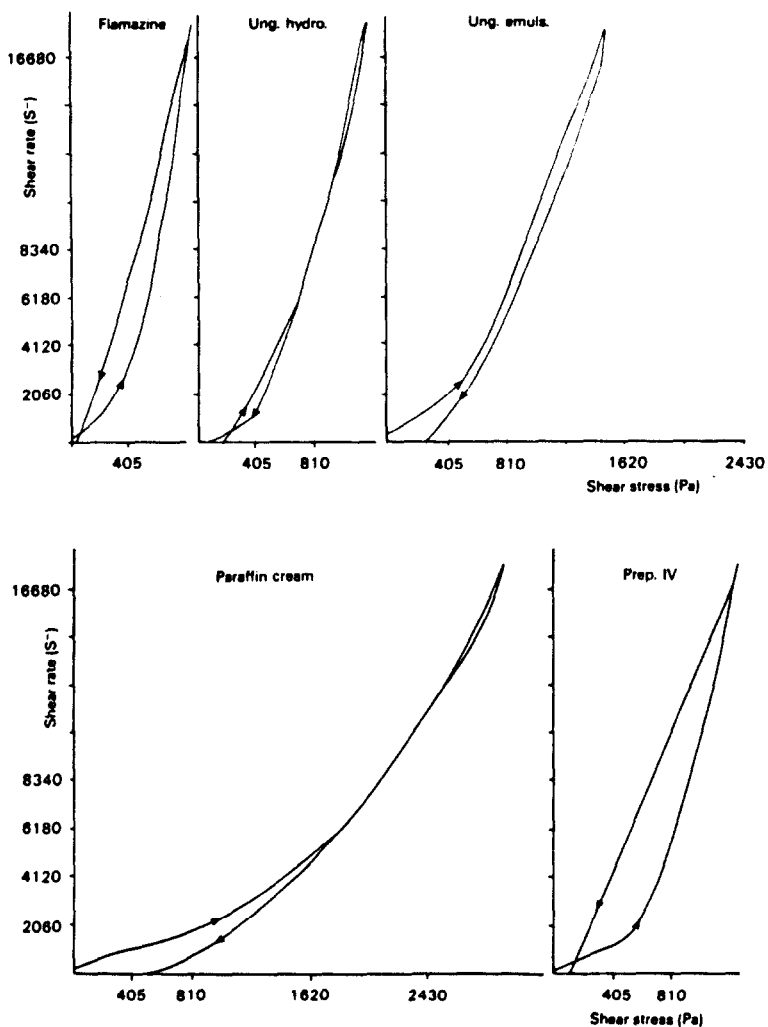 Flamazine
Ung. hydro.
Ung. emuls.
Shear rate (S⁻)
16680
8340
6180
4120
2060
405
405 810
405 810 1620 2430
Shear stress (Pa)
Paraffin cream
Prep. IV
Shear rate (S⁻)
16680
8340
6180
4120
2060
405 810 1620 2430
405 810
Shear stress (Pa)